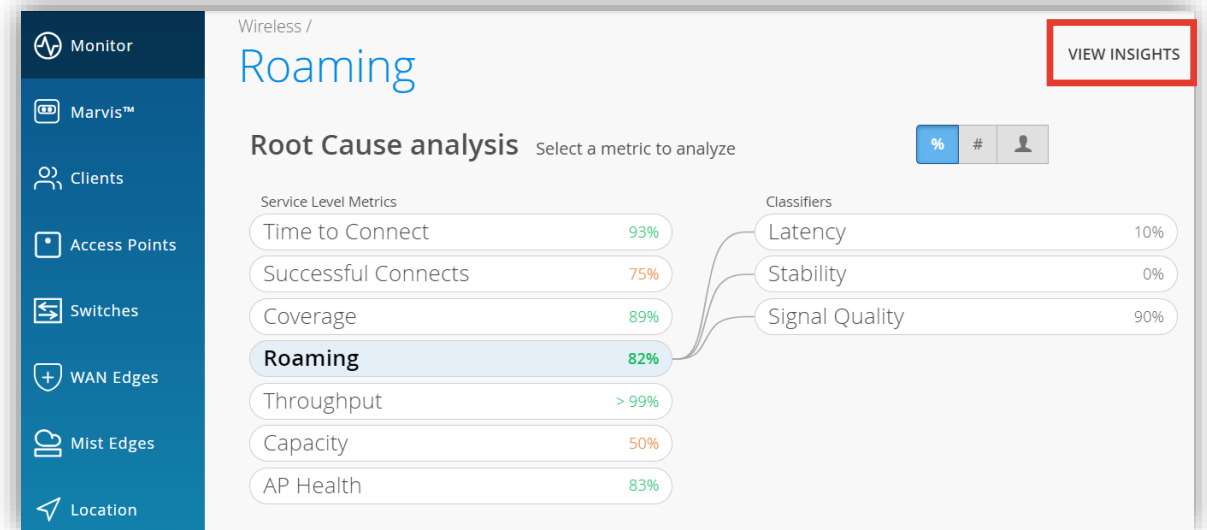 Monitor
Marvis™
Clients
Access Points
Switches
WAN Edges
Mist Edges
Location
Wireless /
Roaming
VIEW INSIGHTS
Root Cause analysis Select a metric to analyze
% #
Service Level Metrics
Time to Connect 93%
Successful Connects 75%
Coverage 89%
Roaming 82%
Throughput > 99%
Capacity 50%
AP Health 83%
Classifiers
Latency 10%
Stability 0%
Signal Quality 90%